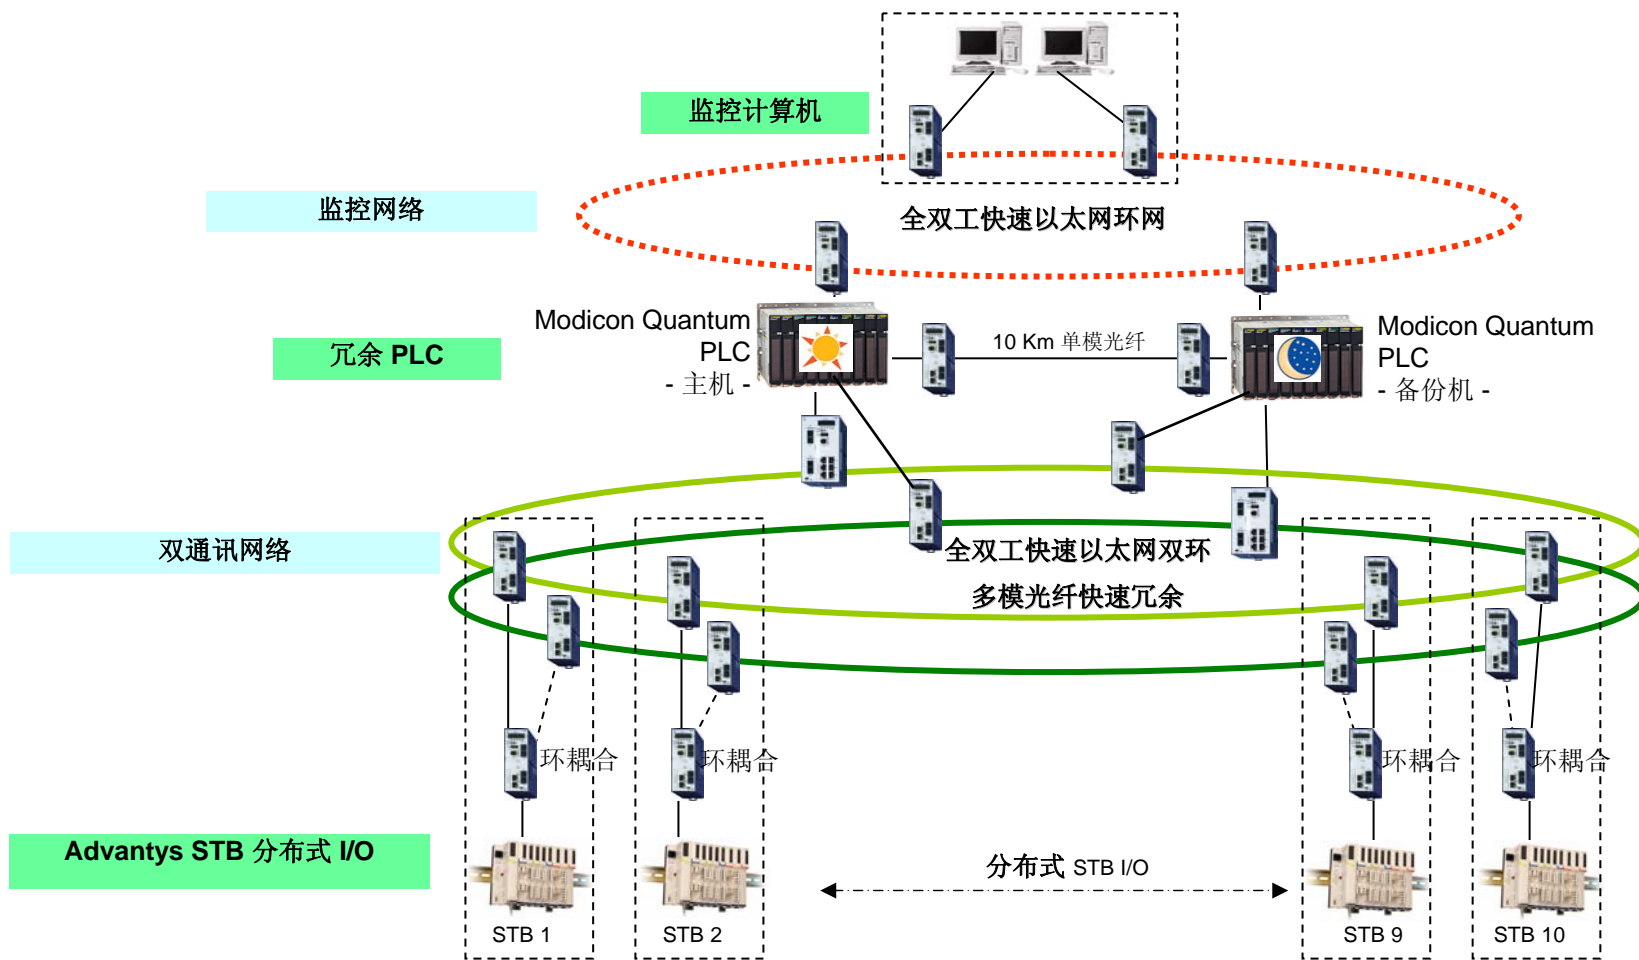 监控计算机
监控网络
全双工快速以太网环网
Modicon Quantum
PLC
- 主机 -
冗余 PLC
10 Km 单模光纤
Modicon Quantum
PLC
- 备份机 -
双通讯网络
全双工快速以太网双环
多模光纤快速冗余
环耦合
环耦合
环耦合
环耦合
Advantys STB 分布式 I/O
分布式 STB I/O
STB 1
STB 2
STB 9
STB 10